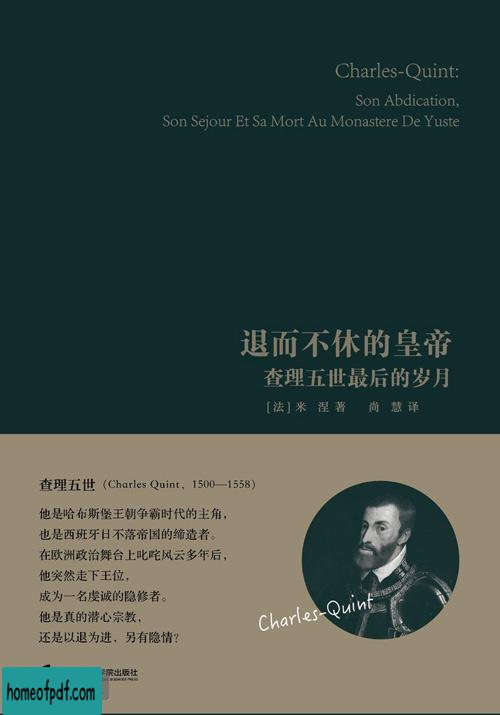 Charles-Quint:
Son Abdication,
Son Sejour Et Sa Mort Au Monastere De Yuste
退而不休的皇帝
查理五世最后的岁月
[法]米 涅著 尚 慧译
查理五世（Charles Quint，1500—1558）
他是哈布斯堡王朝争霸时代的主角，
也是西班牙日不落帝国的缔造者。
在欧洲政治舞台上叱咤风云多年后，
他突然走下王位，
成为一名虔诚的隐修者。
他是真的潜心宗教，
还是以退为进，另有隐情？
Charles-Quint
学院出版社
homeofpdf.com